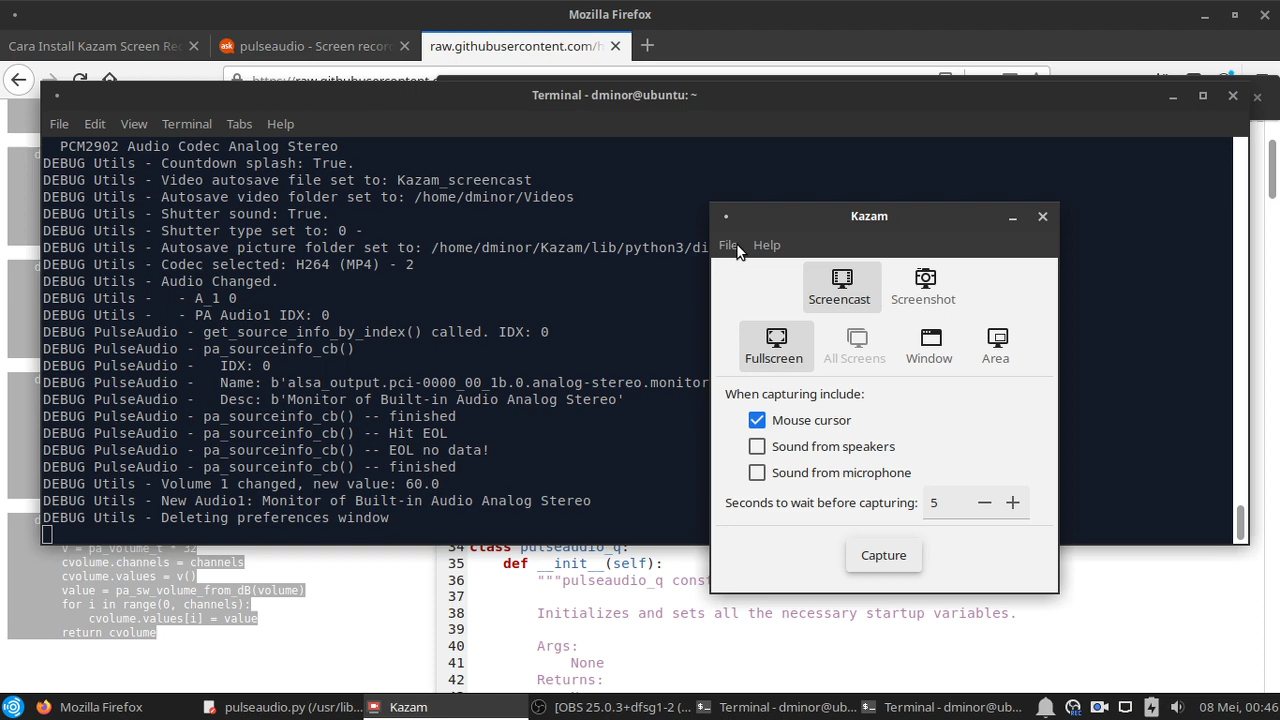 Mozilla Firefox
Cara Install Kazam Screen Re
pulseaudio - Screen recor
raw.githubusercontent.com/h
Terminal - dminor@ubuntu: ~
File Edit View Terminal Tabs Help
PCM2902 Audio Codec Analog Stereo
DEBUG Utils - Countdown splash: True.
DEBUG Utils - Video autosave file set to: Kazam_screencast
DEBUG Utils - Autosave video folder set to: /home/dminor/Videos
DEBUG Utils - Shutter sound: True.
DEBUG Utils - Shutter type set to: 0 -
DEBUG Utils - Autosave picture folder set to: /home/dminor/Kazam/lib/python3/di
DEBUG Utils - Codec selected: H264 (MP4) - 2
DEBUG Utils - Audio Changed.
DEBUG Utils -   - A_1 0
DEBUG Utils -   - PA Audio1 IDX: 0
DEBUG PulseAudio - get_source_info_by_index() called. IDX: 0
DEBUG PulseAudio - pa_sourceinfo_cb()
DEBUG PulseAudio -   IDX: 0
DEBUG PulseAudio -   Name: b'alsa_output.pci-0000_00_1b.0.analog-stereo.monitor
DEBUG PulseAudio -   Desc: b'Monitor of Built-in Audio Analog Stereo'
DEBUG PulseAudio - pa_sourceinfo_cb() -- finished
DEBUG PulseAudio - pa_sourceinfo_cb() -- Hit EOL
DEBUG PulseAudio - pa_sourceinfo_cb() -- EOL no data!
DEBUG PulseAudio - pa_sourceinfo_cb() -- finished
DEBUG Utils - Volume 1 changed, new value: 60.0
DEBUG Utils - New Audio1: Monitor of Built-in Audio Analog Stereo
DEBUG Utils - Deleting preferences window
Kazam
File Help
Screencast Screenshot
Fullscreen All Screens Window Area
When capturing include:
Mouse cursor
Sound from speakers
Sound from microphone
Seconds to wait before capturing: 5
Capture
v = pa_volume_t * 32
cvolume.channels = channels
cvolume.values = v()
value = pa_sw_volume_from_dB(volume)
for i in range(0, channels):
cvolume.values[i] = value
return cvolume
34 class pulseaudio_q:
35 def __init__(self):
36 """pulseaudio_q const
37
38 Initializes and sets all the necessary startup variables.
39
40 Args:
41 None
42 Returns:
Mozilla Firefox
pulseaudio.py (/usr/lib...
Kazam
[OBS 25.0.3+dfsg1-2 (...
Terminal - dminor@ub...
Terminal - dminor@ub...
08 Mei, 00:46